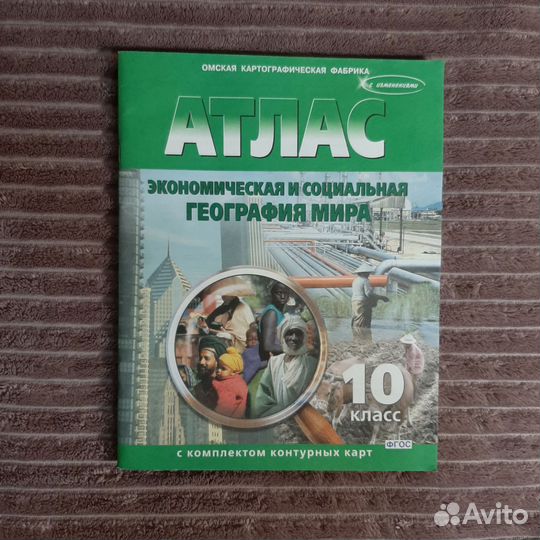 ОМСКАЯ КАРТОГРАФИЧЕСКАЯ ФАБРИКА
с изменениями
АТЛАС
ЭКОНОМИЧЕСКАЯ И СОЦИАЛЬНАЯ
ГЕОГРАФИЯ МИРА
10
КЛАСС
ФГОС
С КОМПЛЕКТОМ КОНТУРНЫХ КАРТ
Avito